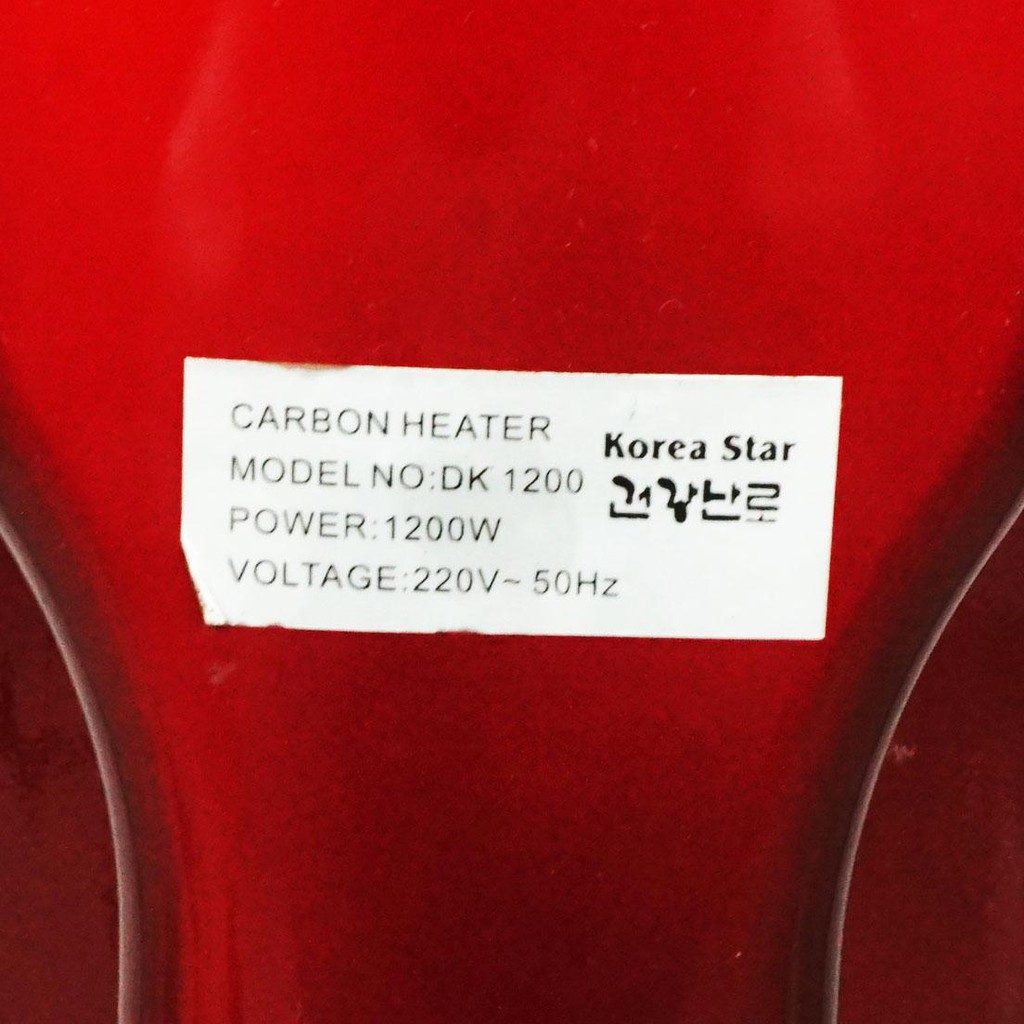 CARBON HEATER
MODEL NO:DK 1200
POWER:1200W
VOLTAGE:220V~ 50Hz
Korea Star
건강난로